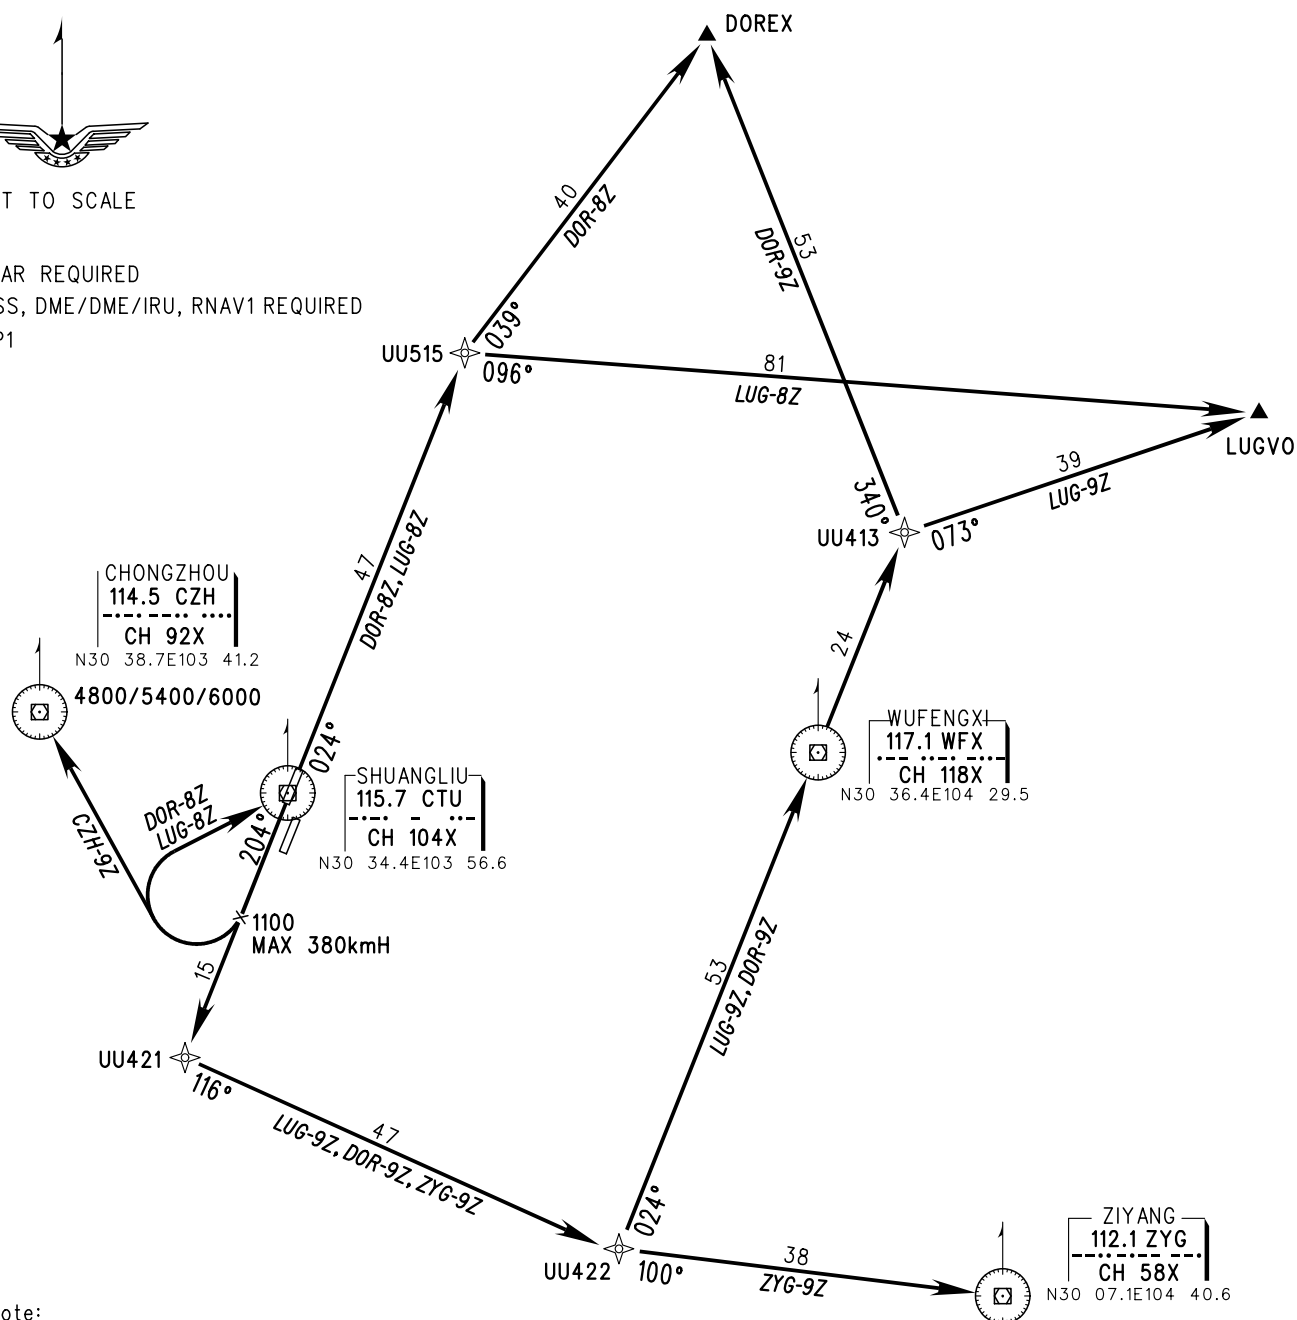 DOREX
T TO SCALE
AR REQUIRED
SS, DME/DME/IRU, RNAV1 REQUIRED
P1
40
DOR-8Z
53
DOR-9Z
039°
UU515
096°
81
LUG-8Z
LUGVO
39
LUG-9Z
340°
UU413
073°
47
DOR-8Z, LUG-8Z
24
CHONGZHOU
114.5 CZH
CH 92X
N30 38.7E103 41.2
4800/5400/6000
024°
WUFENGXI
117.1 WFX
CH 118X
N30 36.4E104 29.5
SHUANGLIU
115.7 CTU
CH 104X
N30 34.4E103 56.6
DOR-8Z
LUG-8Z
204°
CZH-9Z
1100
MAX 380kmH
15
53
LUG-9Z, DOR-9Z
UU421
116°
47
LUG-9Z, DOR-9Z, ZYG-9Z
024°
UU422
100°
38
ZYG-9Z
ZIYANG
112.1 ZYG
CH 58X
N30 07.1E104 40.6
ote: